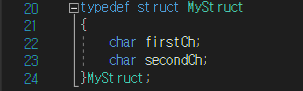 20 typedef struct MyStruct
21 {
22 char firstCh;
23 char secondCh;
24 }MyStruct;